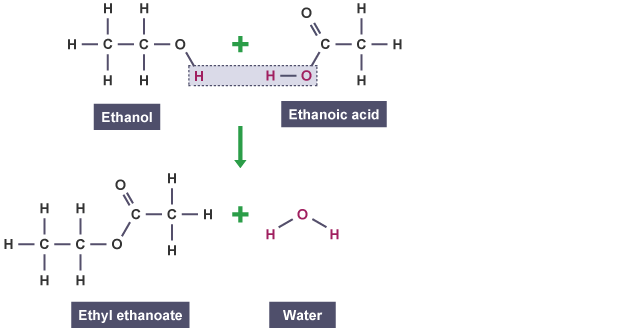 H H O H
H C C O + C C H
H H H H O H
Ethanol Ethanoic acid
O H
H H C C H + O
H C C O H H H
H H
Ethyl ethanoate Water